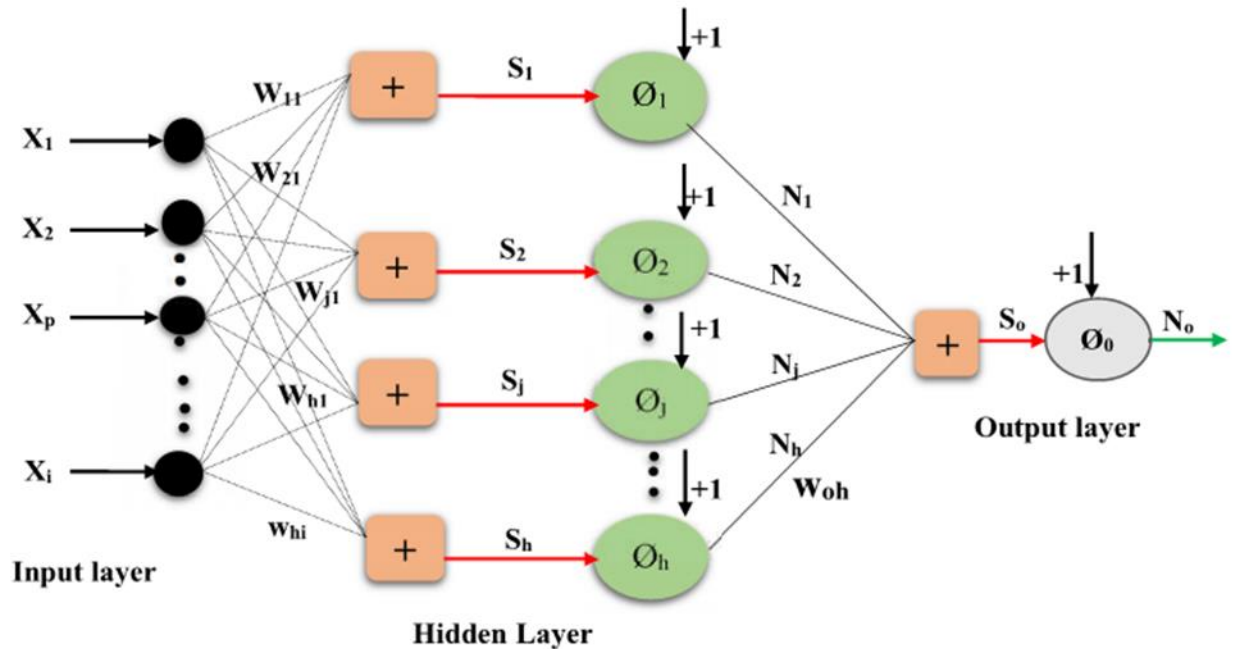 +1
S₁
Ø₁
+
W₁₁
X₁
W₂₁
N₁
+1
X₂
S₂
Ø₂
+
N₂
+1
Wⱼ₁
Xₚ
+1
Sₒ
Nₒ
+
Ø₀
Sⱼ
Øⱼ
+
Nⱼ
Wₕ₁
Output layer
Nₕ
Xᵢ
+1
Wₒₕ
wₕᵢ
Sₕ
Øₕ
+
Input layer
Hidden Layer